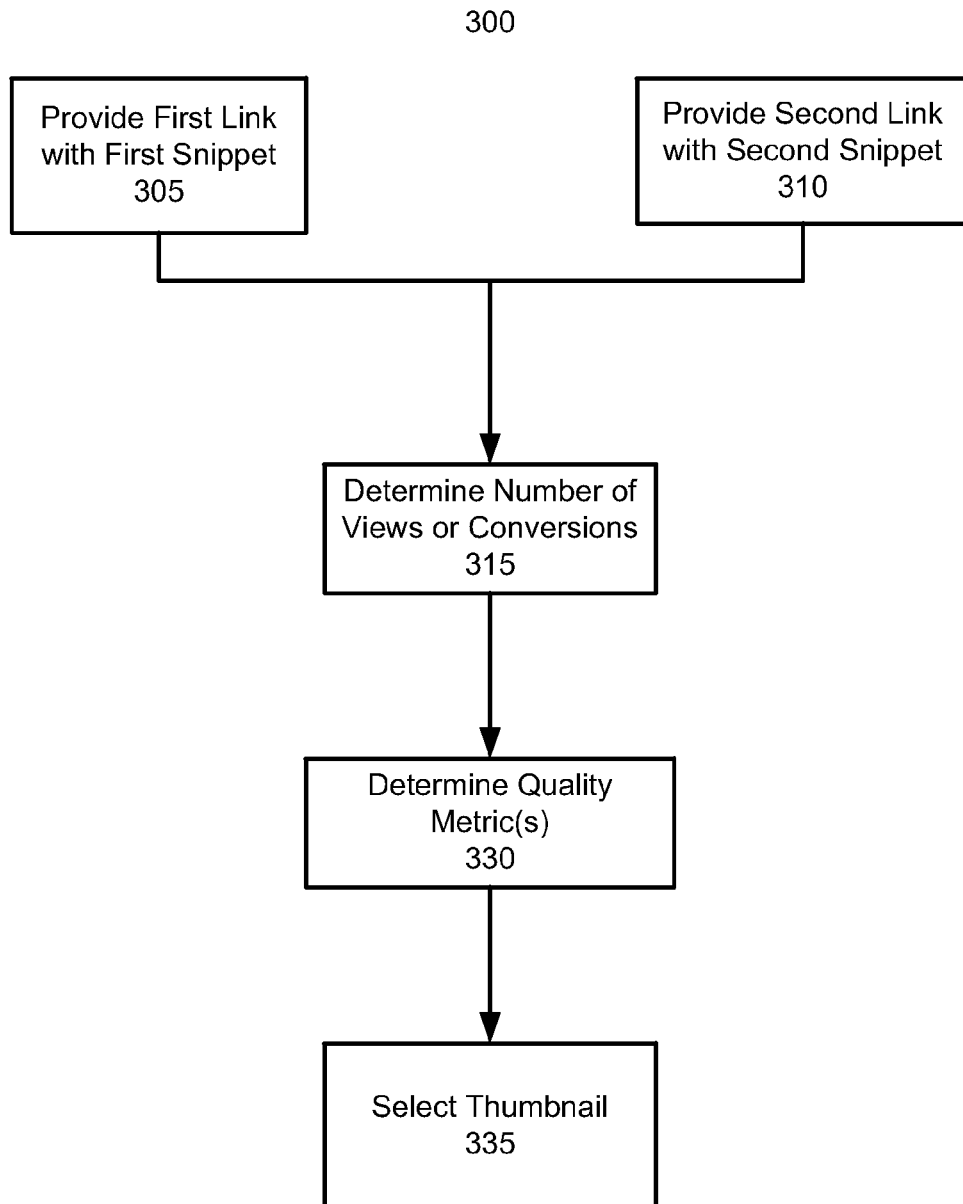 300
Provide First Link
with First Snippet
305
Provide Second Link
with Second Snippet
310
Determine Number of
Views or Conversions
315
Determine Quality
Metric(s)
330
Select Thumbnail
335